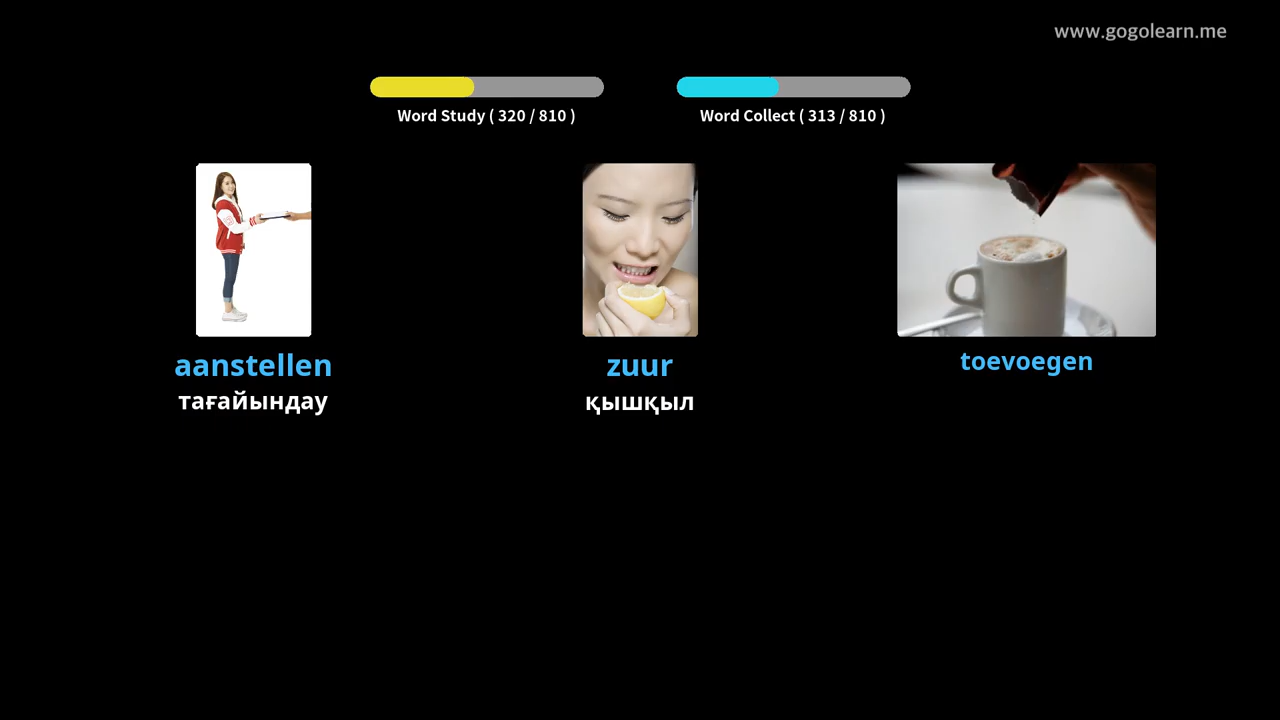 www.gogolearn.me
Word Study ( 320 / 810 )
Word Collect ( 313 / 810 )
aanstellen
тағайындау
zuur
қышқыл
toevoegen